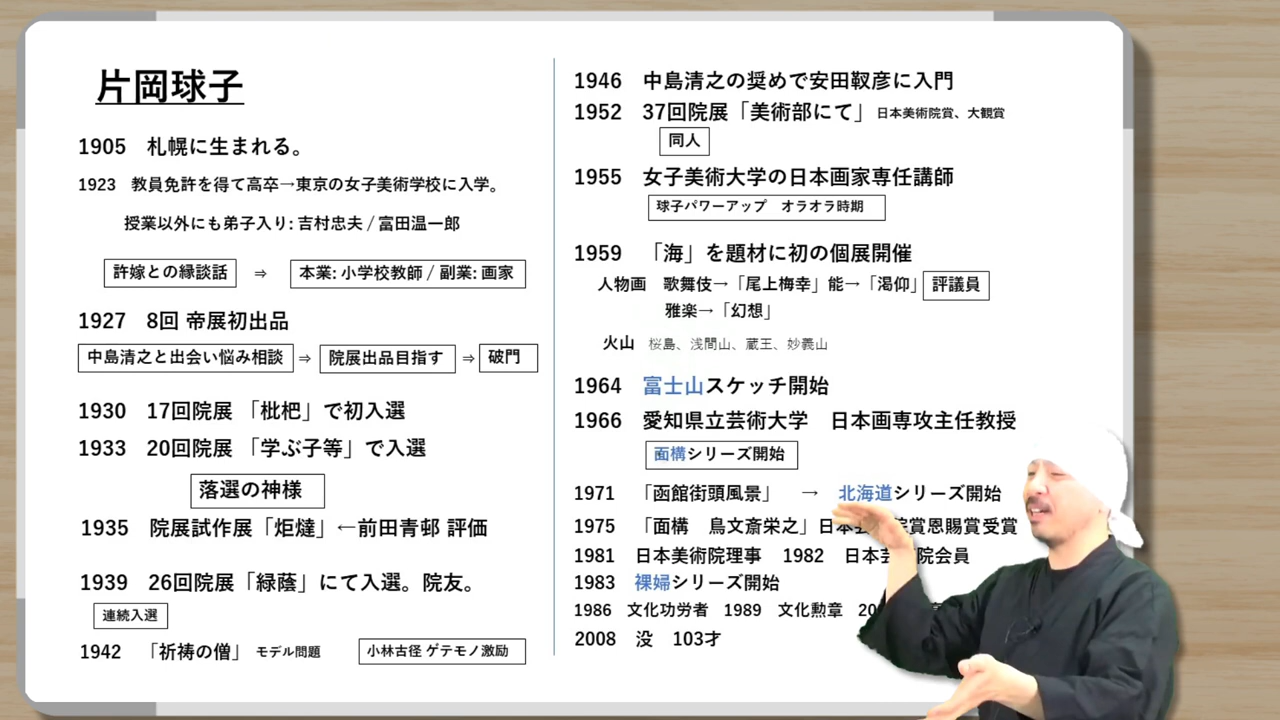 片岡球子
1905 札幌に生まれる。
1923 教員免許を得て高卒→東京の女子美術学校に入学。
授業以外にも弟子入り: 吉村忠夫 / 富田温一郎
許嫁との縁談話 ⇒ 本業: 小学校教師 / 副業: 画家
1927 8回 帝展初出品
中島清之と出会い悩み相談 ⇒ 院展出品目指す ⇒ 破門
1930 17回院展 「枇杷」で初入選
1933 20回院展 「学ぶ子等」で入選
落選の神様
1935 院展試作展「炬燵」←前田青邨 評価
1939 26回院展「緑蔭」にて入選。院友。
連続入選
1942 「祈祷の僧」 モデル問題 小林古径 ゲテモノ激励
1946 中島清之の奨めで安田靫彦に入門
1952 37回院展「美術部にて」 日本美術院賞、大観賞
同人
1955 女子美術大学の日本画家専任講師
球子パワーアップ オラオラ時期
1959 「海」を題材に初の個展開催
人物画 歌舞伎→「尾上梅幸」能→「渇仰」 評議員
雅楽→「幻想」
火山 桜島、浅間山、蔵王、妙義山
1964 富士山スケッチ開始
1966 愛知県立芸術大学 日本画専攻主任教授
面構シリーズ開始
1971 「函館街頭風景」 → 北海道シリーズ開始
1975 「面構 鳥文斎栄之」日本芸 院賞恩賜賞受賞
1981 日本美術院理事 1982 日本芸 院会員
1983 裸婦シリーズ開始
1986 文化功労者 1989 文化勲章 20
2008 没 103才